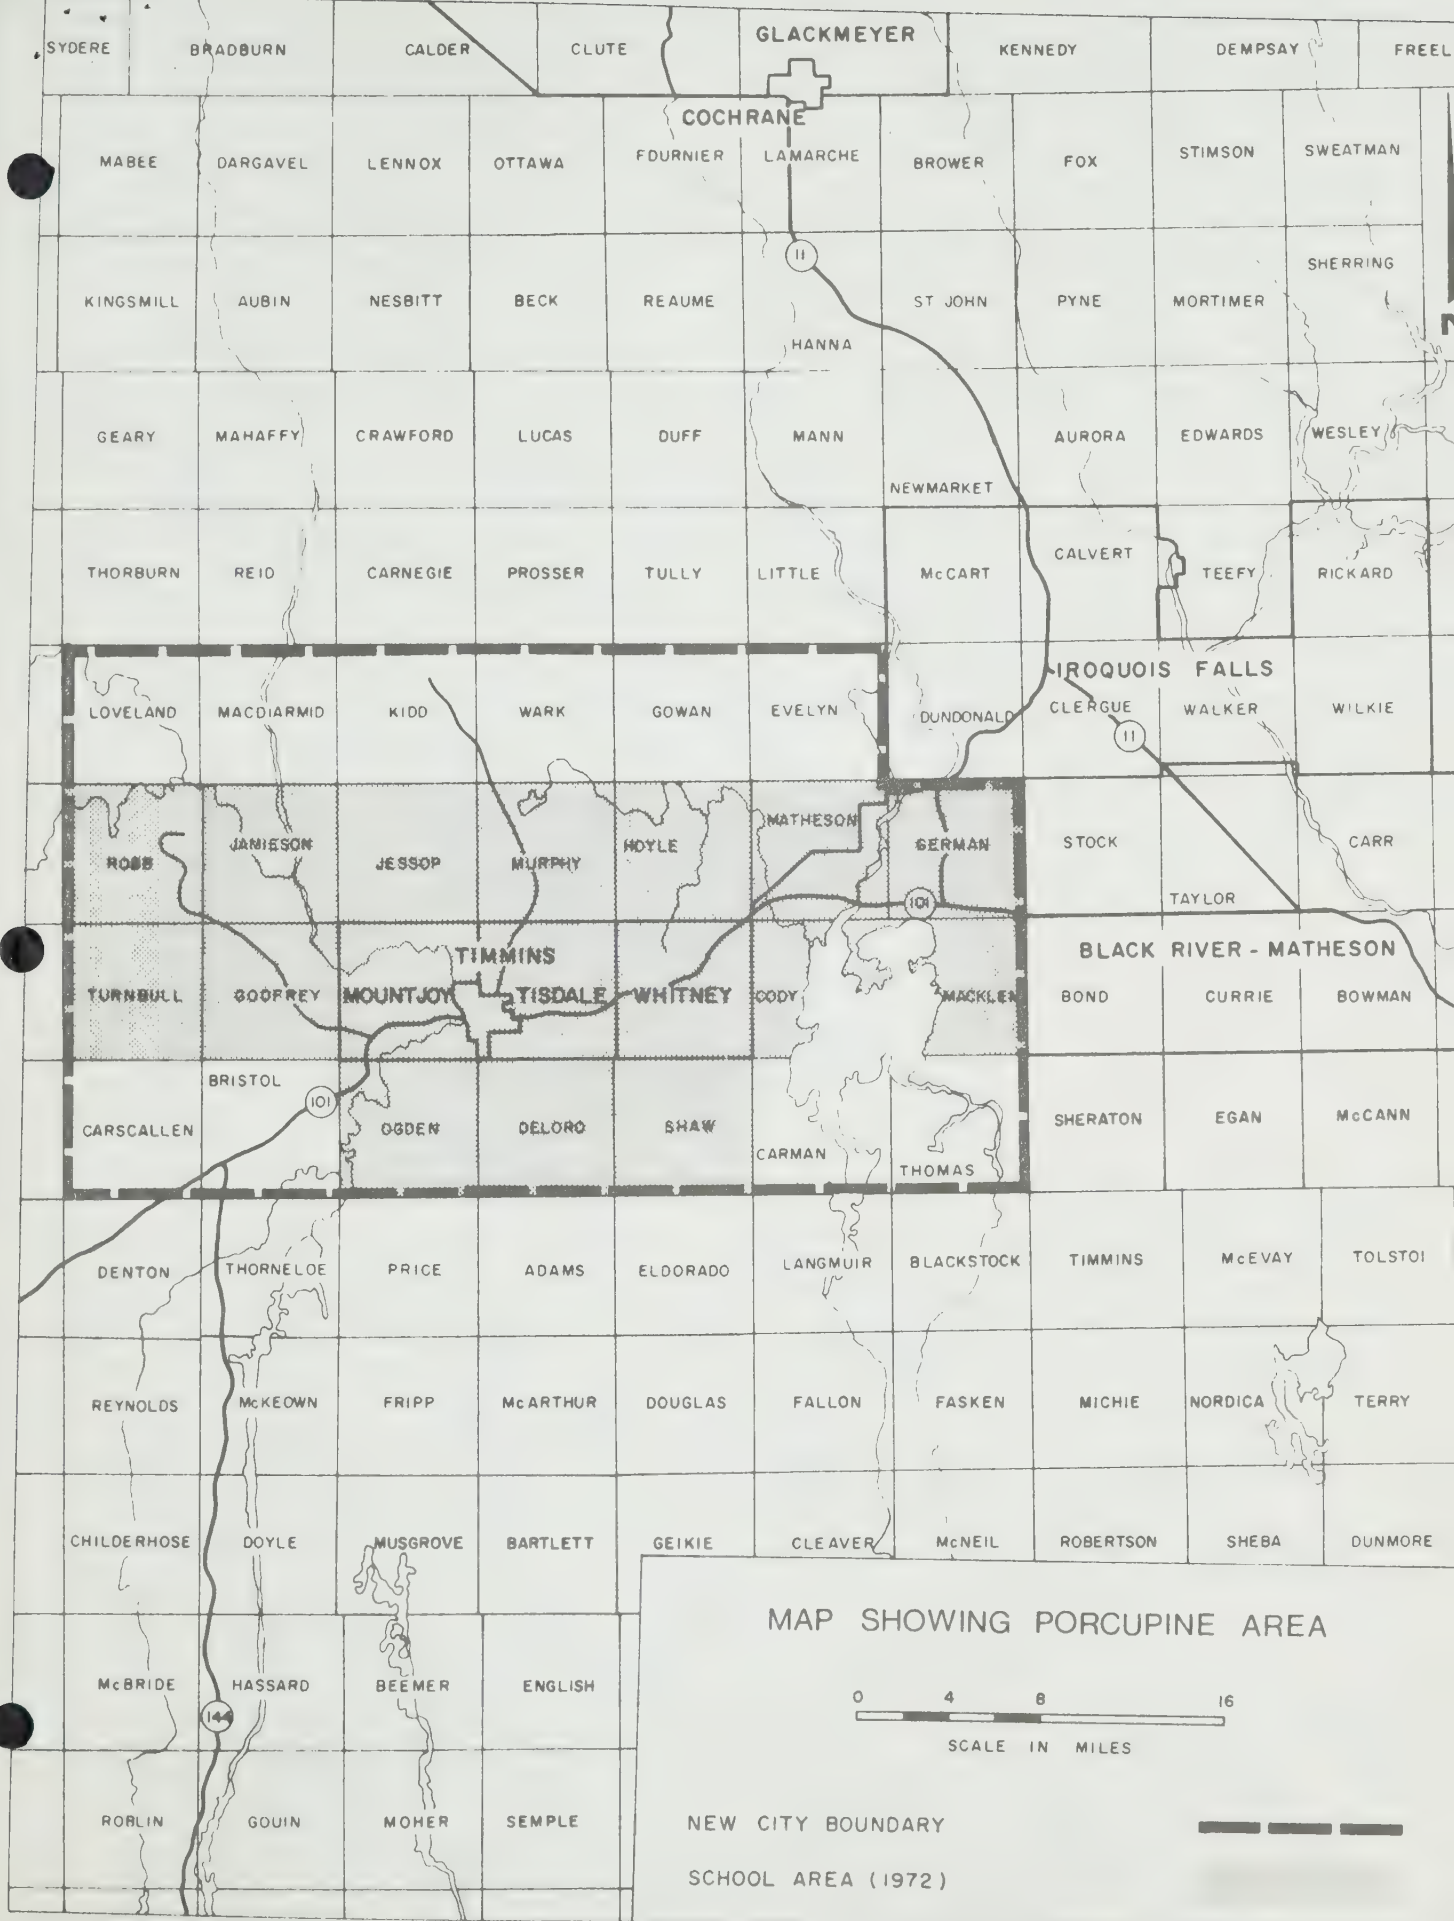 SYDERE BRADBURN CALDER CLUTE GLACKMEYER KENNEDY DEMPSAY FREEL
COCHRANE
MABEE DARGAVEL LENNOX OTTAWA FOURNIER LAMARCHE BROWER FOX STIMSON SWEATMAN
11
SHERRING
KINGSMILL AUBIN NESBITT BECK REAUME ST JOHN PYNE MORTIMER
N
HANNA
GEARY MAHAFFY CRAWFORD LUCAS DUFF MANN AURORA EDWARDS WESLEY
NEWMARKET
CALVERT
THORBURN REID CARNEGIE PROSSER TULLY LITTLE McCART TEEFY RICKARD
IROQUOIS FALLS
LOVELAND MACDIARMID KIDD WARK GOWAN EVELYN DUNDONALD CLERGUE WALKER WILKIE
11
MATHESON
ROBB JAMIESON JESSOP MURPHY HOYLE GERMAN STOCK CARR
101
TAYLOR
TIMMINS
BLACK RIVER - MATHESON
TURNBULL GODFREY MOUNTJOY TISDALE WHITNEY CODY MACKLEM BOND CURRIE BOWMAN
BRISTOL
101
CARSCALLEN OGDEN DELORO SHAW SHERATON EGAN McCANN
CARMAN THOMAS
DENTON THORNELOE PRICE ADAMS ELDORADO LANGMUIR BLACKSTOCK TIMMINS McEVAY TOLSTOI
REYNOLDS McKEOWN FRIPP McARTHUR DOUGLAS FALLON FASKEN MICHIE NORDICA TERRY
CHILDERHOSE DOYLE MUSGROVE BARTLETT GEIKIE CLEAVER McNEIL ROBERTSON SHEBA DUNMORE
MAP SHOWING PORCUPINE AREA
McBRIDE HASSARD BEEMER ENGLISH
144
0 4 8 16
SCALE IN MILES
ROBLIN GOUIN MOHER SEMPLE
NEW CITY BOUNDARY
SCHOOL AREA (1972)